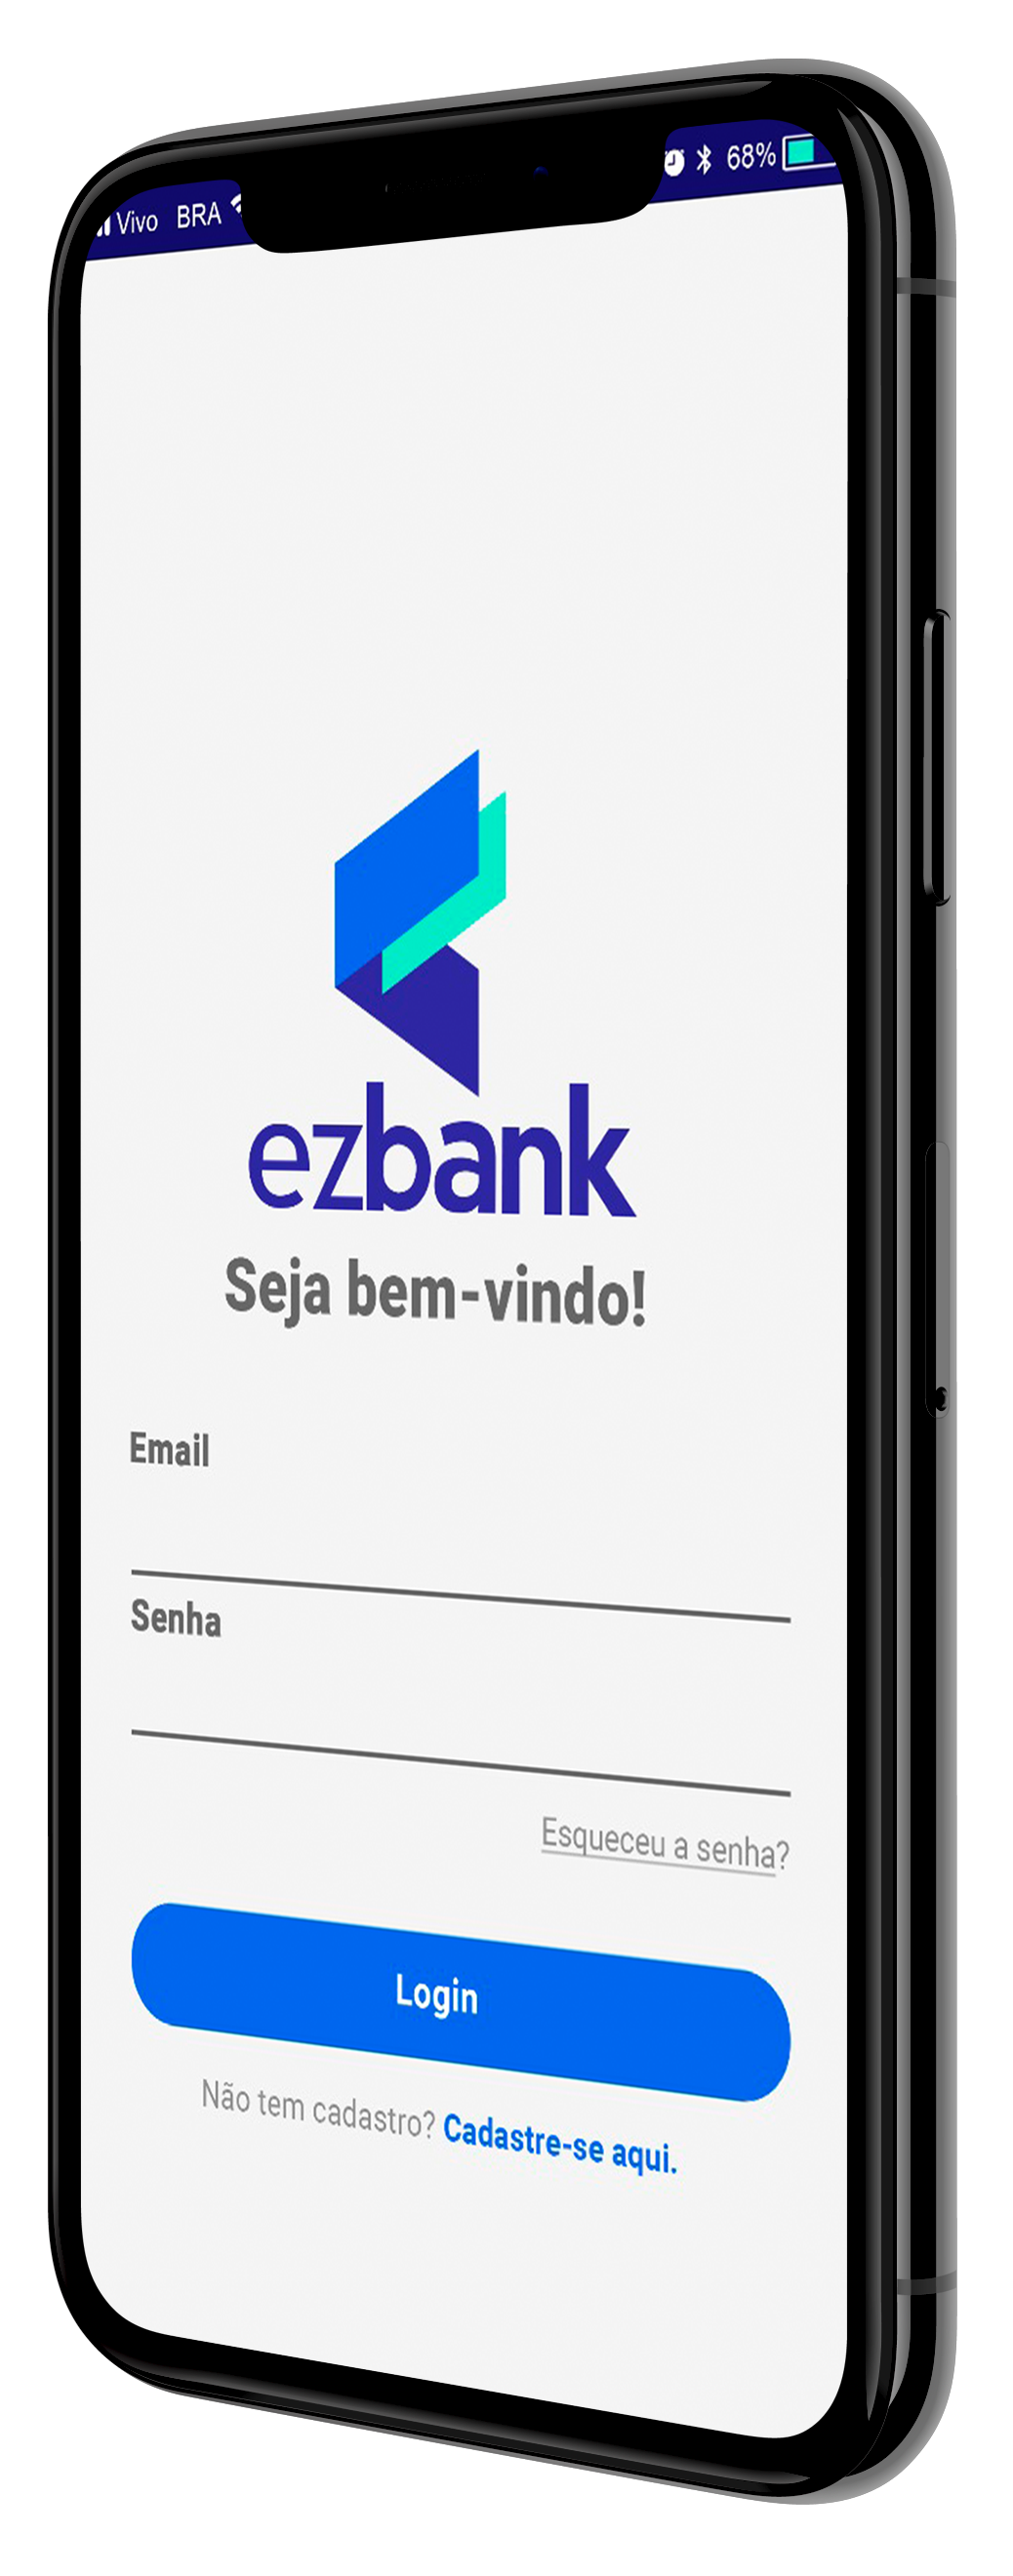 Vivo BRA 68%
ezbank
Seja bem-vindo!
Email
Senha
Esqueceu a senha?
Login
Não tem cadastro? Cadastre-se aqui.